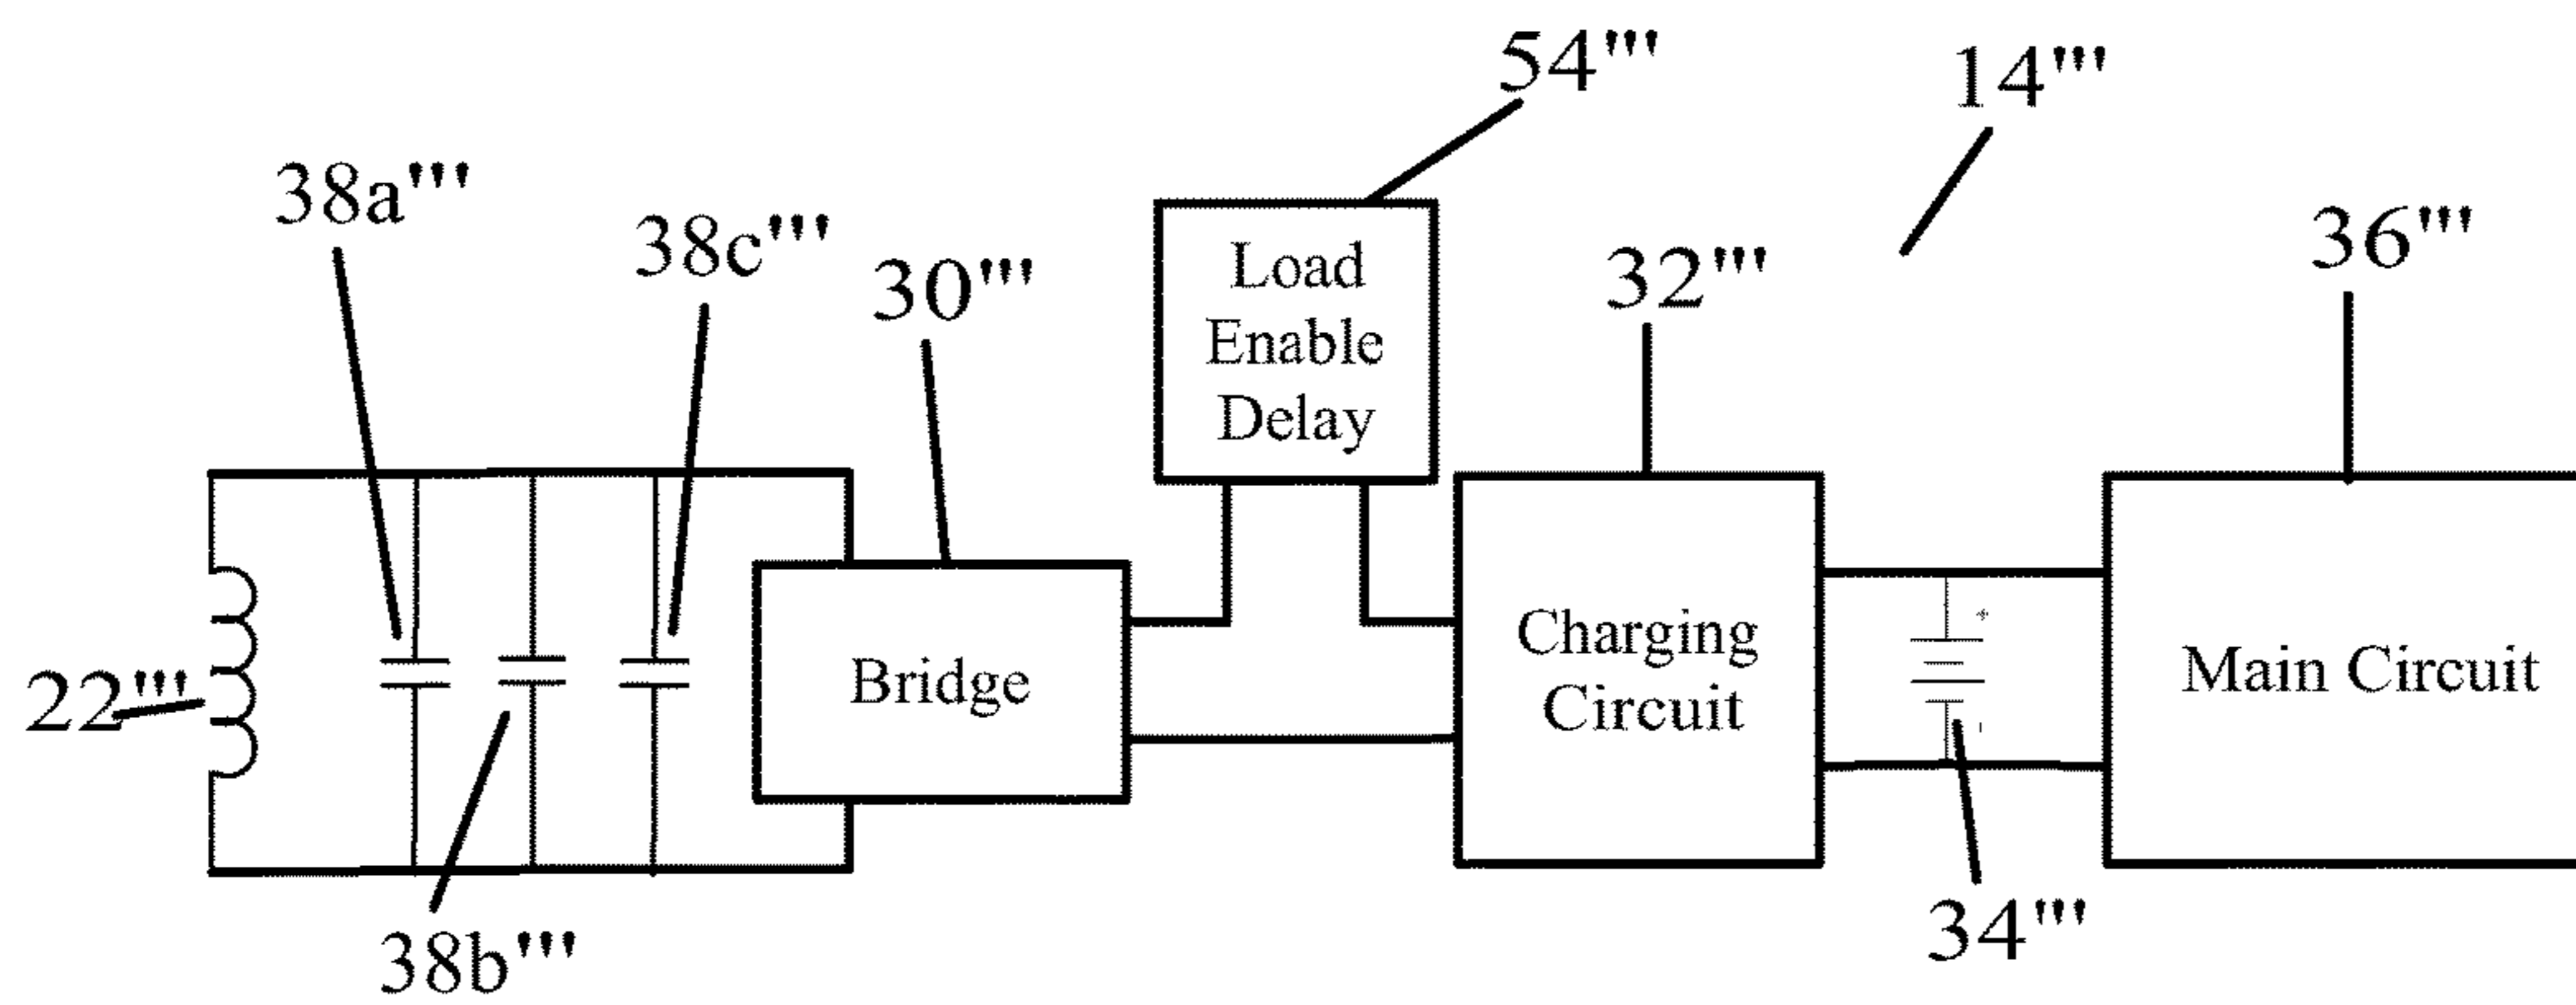 54'''
14'''
38a'''
38c'''
30'''
32'''
36'''
Load
Enable
Delay
22'''
Bridge
Charging
Circuit
+
Main Circuit
38b'''
34'''